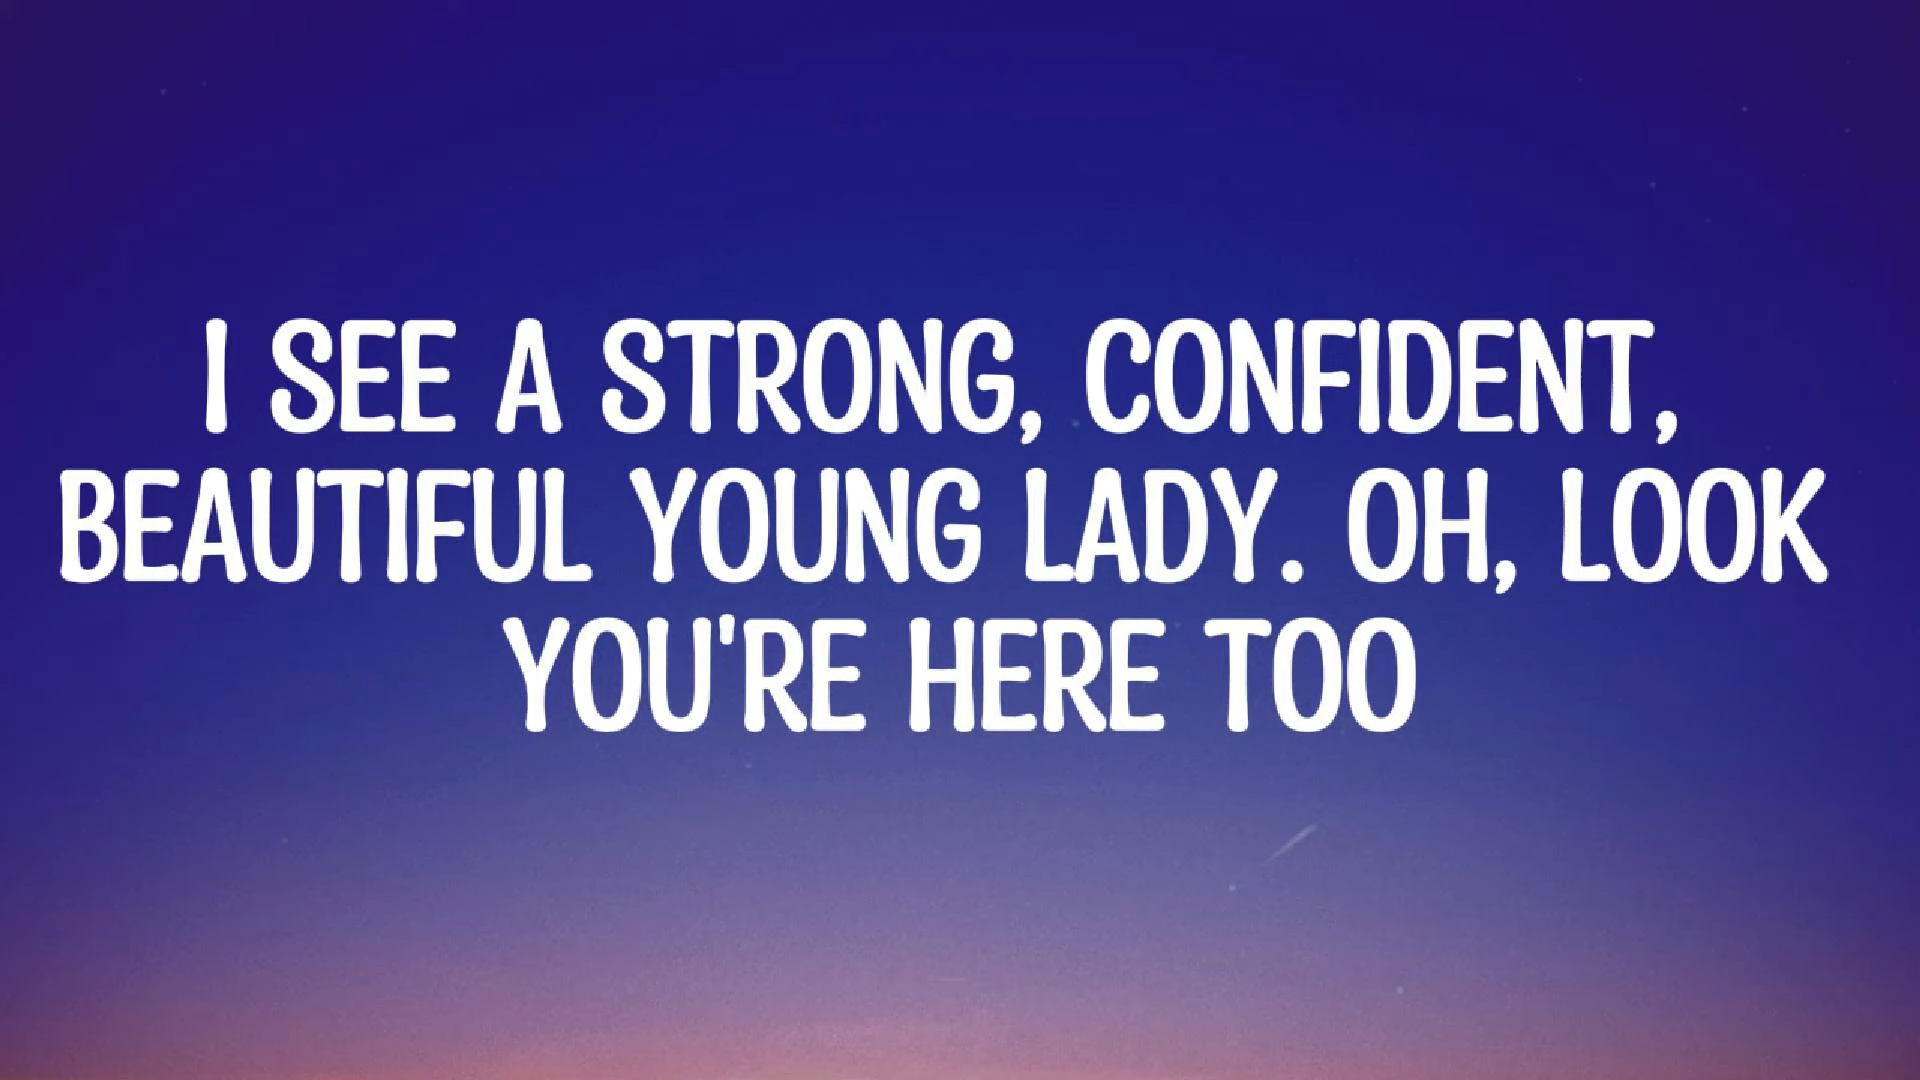 I SEE A STRONG, CONFIDENT,
BEAUTIFUL YOUNG LADY. OH, LOOK
YOU'RE HERE TOO